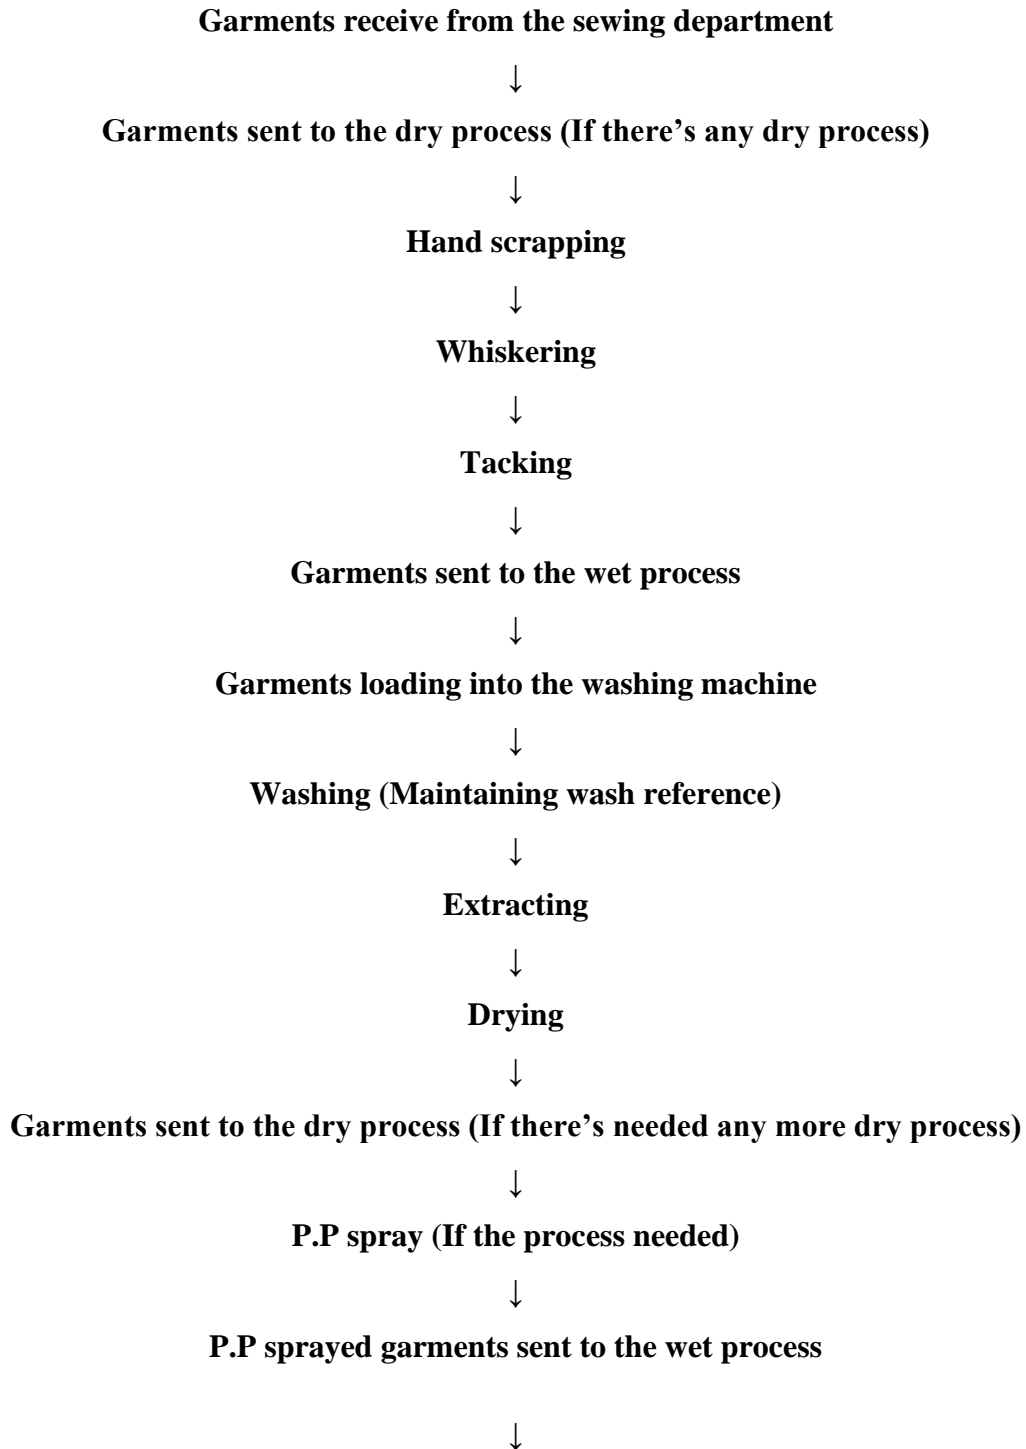 Garments receive from the sewing department
↓
Garments sent to the dry process (If there’s any dry process)
↓
Hand scrapping
↓
Whiskering
↓
Tacking
↓
Garments sent to the wet process
↓
Garments loading into the washing machine
↓
Washing (Maintaining wash reference)
↓
Extracting
↓
Drying
↓
Garments sent to the dry process (If there’s needed any more dry process)
↓
P.P spray (If the process needed)
↓
P.P sprayed garments sent to the wet process
↓